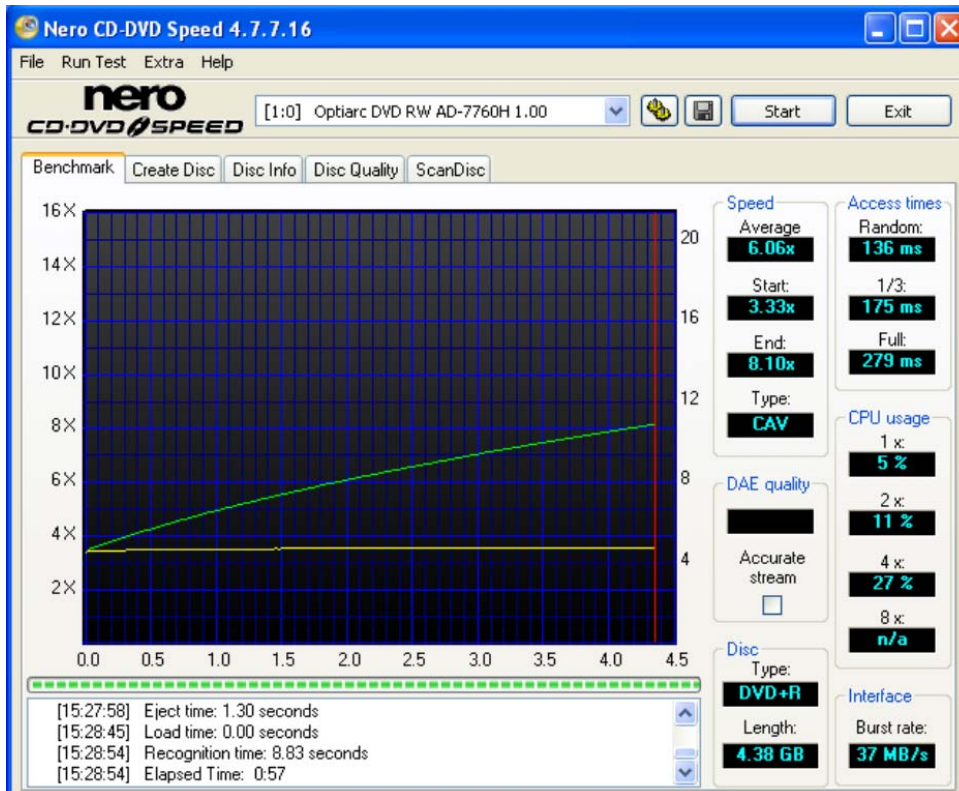 Nero CD-DVD Speed 4.7.7.16
File Run Test Extra Help
nero
CD·DVD SPEED
[1:0] Optiarc DVD RW AD-7760H 1.00
Start
Exit
Benchmark Create Disc Disc Info Disc Quality ScanDisc
16X
14X
12X
10X
8X
6X
4X
2X
20
16
12
8
4
0.0 0.5 1.0 1.5 2.0 2.5 3.0 3.5 4.0 4.5
Speed
Average
6.06x
Start:
3.33x
End:
8.10x
Type:
CAV
Access times
Random:
136 ms
1/3:
175 ms
Full:
279 ms
DAE quality
Accurate
stream
CPU usage
1 x:
5 %
2 x:
11 %
4 x:
27 %
8 x:
n/a
Disc
Type:
DVD+R
Length:
4.38 GB
Interface
Burst rate:
37 MB/s
[15:27:58] Eject time: 1.30 seconds
[15:28:45] Load time: 0.00 seconds
[15:28:54] Recognition time: 8.83 seconds
[15:28:54] Elapsed Time: 0:57